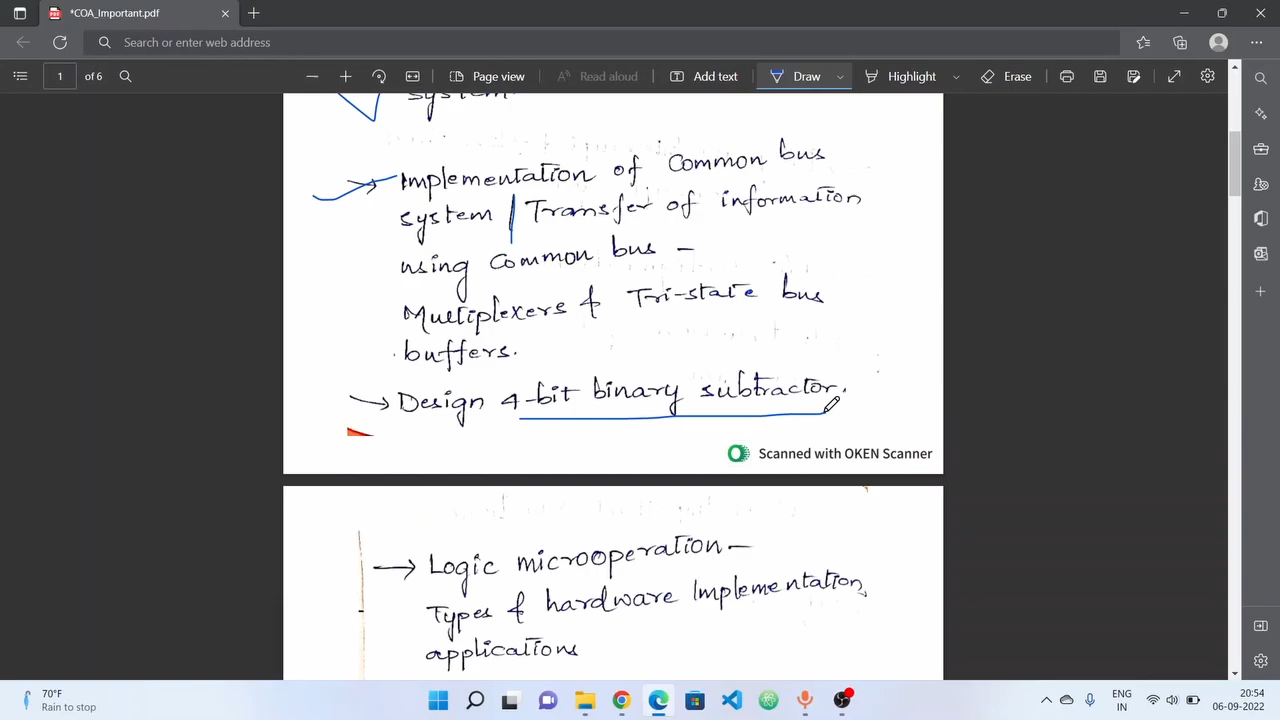 *COA_Important.pdf
Search or enter web address
1 of 6
Page view
Read aloud
Add text
Draw
Highlight
Erase
system.
→ Implementation of Common bus
system | Transfer of information
using Common bus –
Multiplexers & Tri-state bus
buffers.
→ Design 4-bit binary subtractor.
Scanned with OKEN Scanner
→ Logic microoperation –
Types & hardware Implementation,
applications
70°F
Rain to stop
ENG
IN
20:54
06-09-2022